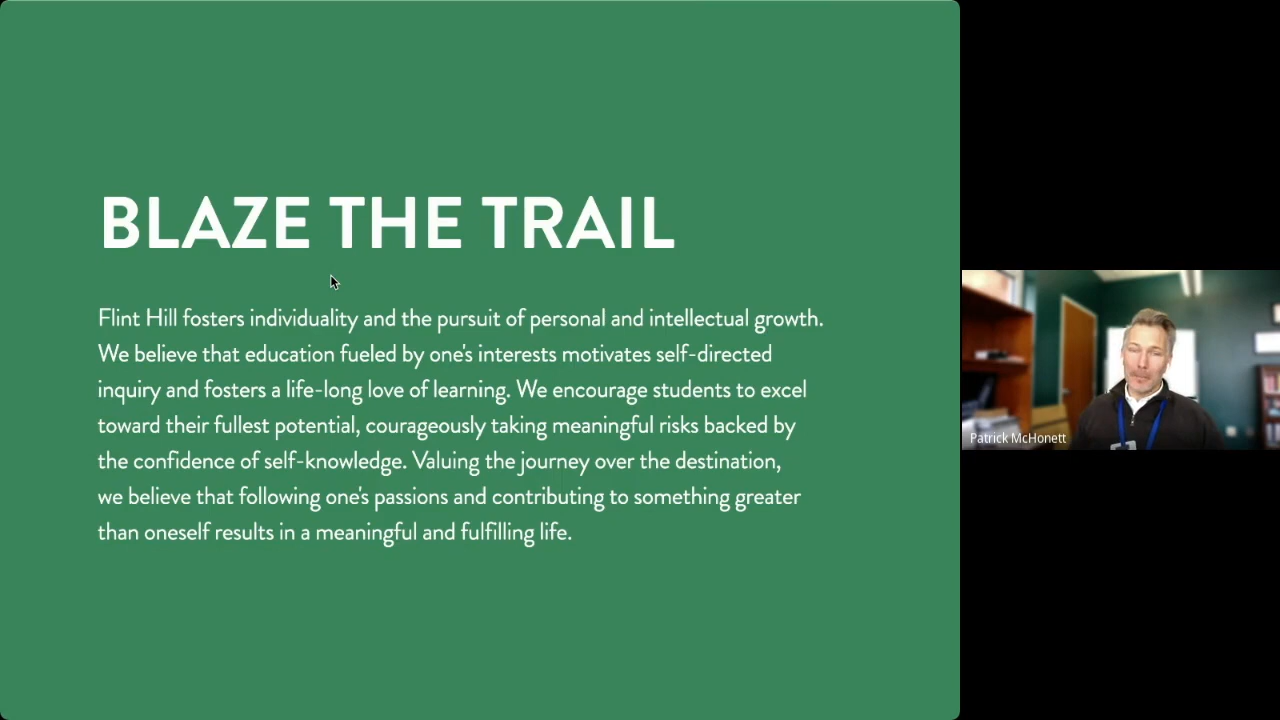 BLAZE THE TRAIL
Flint Hill fosters individuality and the pursuit of personal and intellectual growth.
We believe that education fueled by one's interests motivates self-directed
inquiry and fosters a life-long love of learning. We encourage students to excel
toward their fullest potential, courageously taking meaningful risks backed by
the confidence of self-knowledge. Valuing the journey over the destination,
we believe that following one's passions and contributing to something greater
than oneself results in a meaningful and fulfilling life.
Patrick McHonett